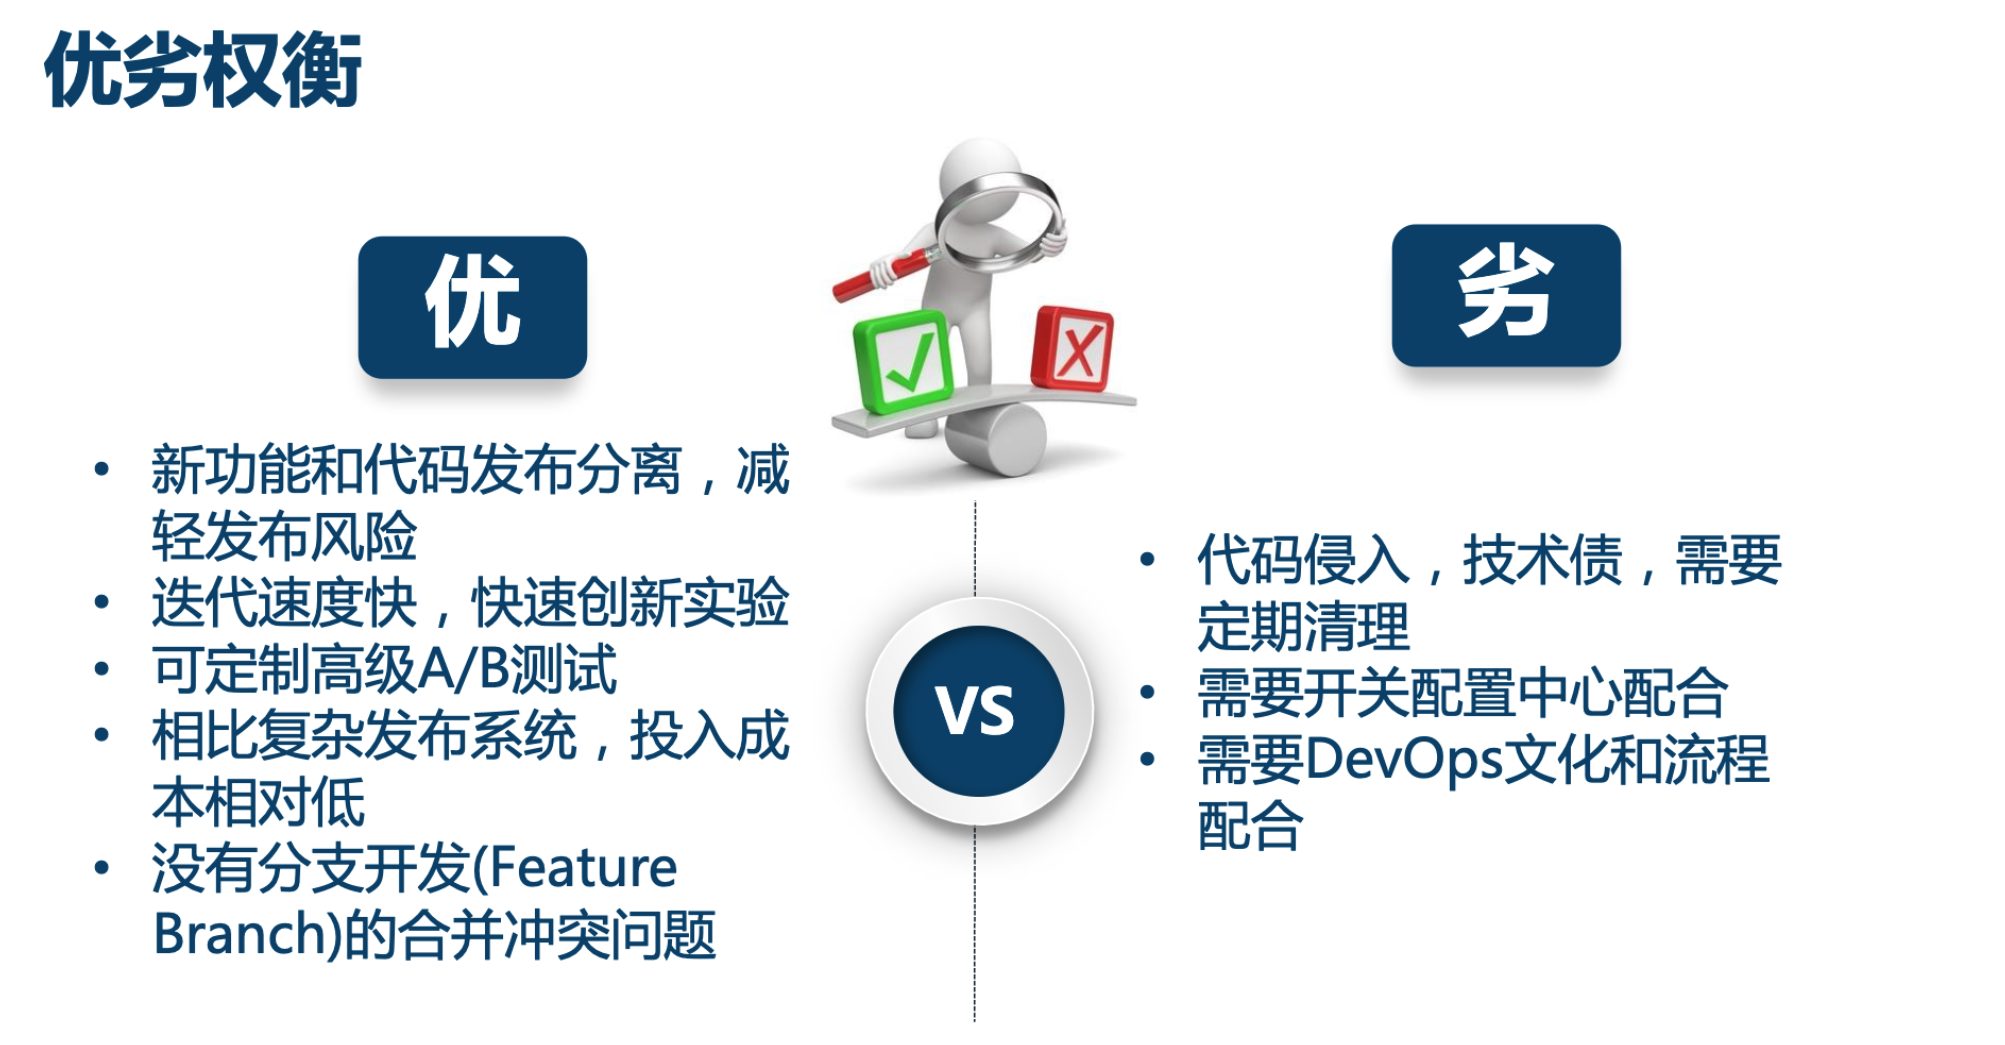 优劣权衡
优
• 新功能和代码发布分离，减
轻发布风险
• 迭代速度快，快速创新实验
• 可定制高级A/B测试
• 相比复杂发布系统，投入成
本相对低
• 没有分支开发(Feature
Branch)的合并冲突问题
VS
劣
• 代码侵入，技术债，需要
定期清理
• 需要开关配置中心配合
• 需要DevOps文化和流程
配合